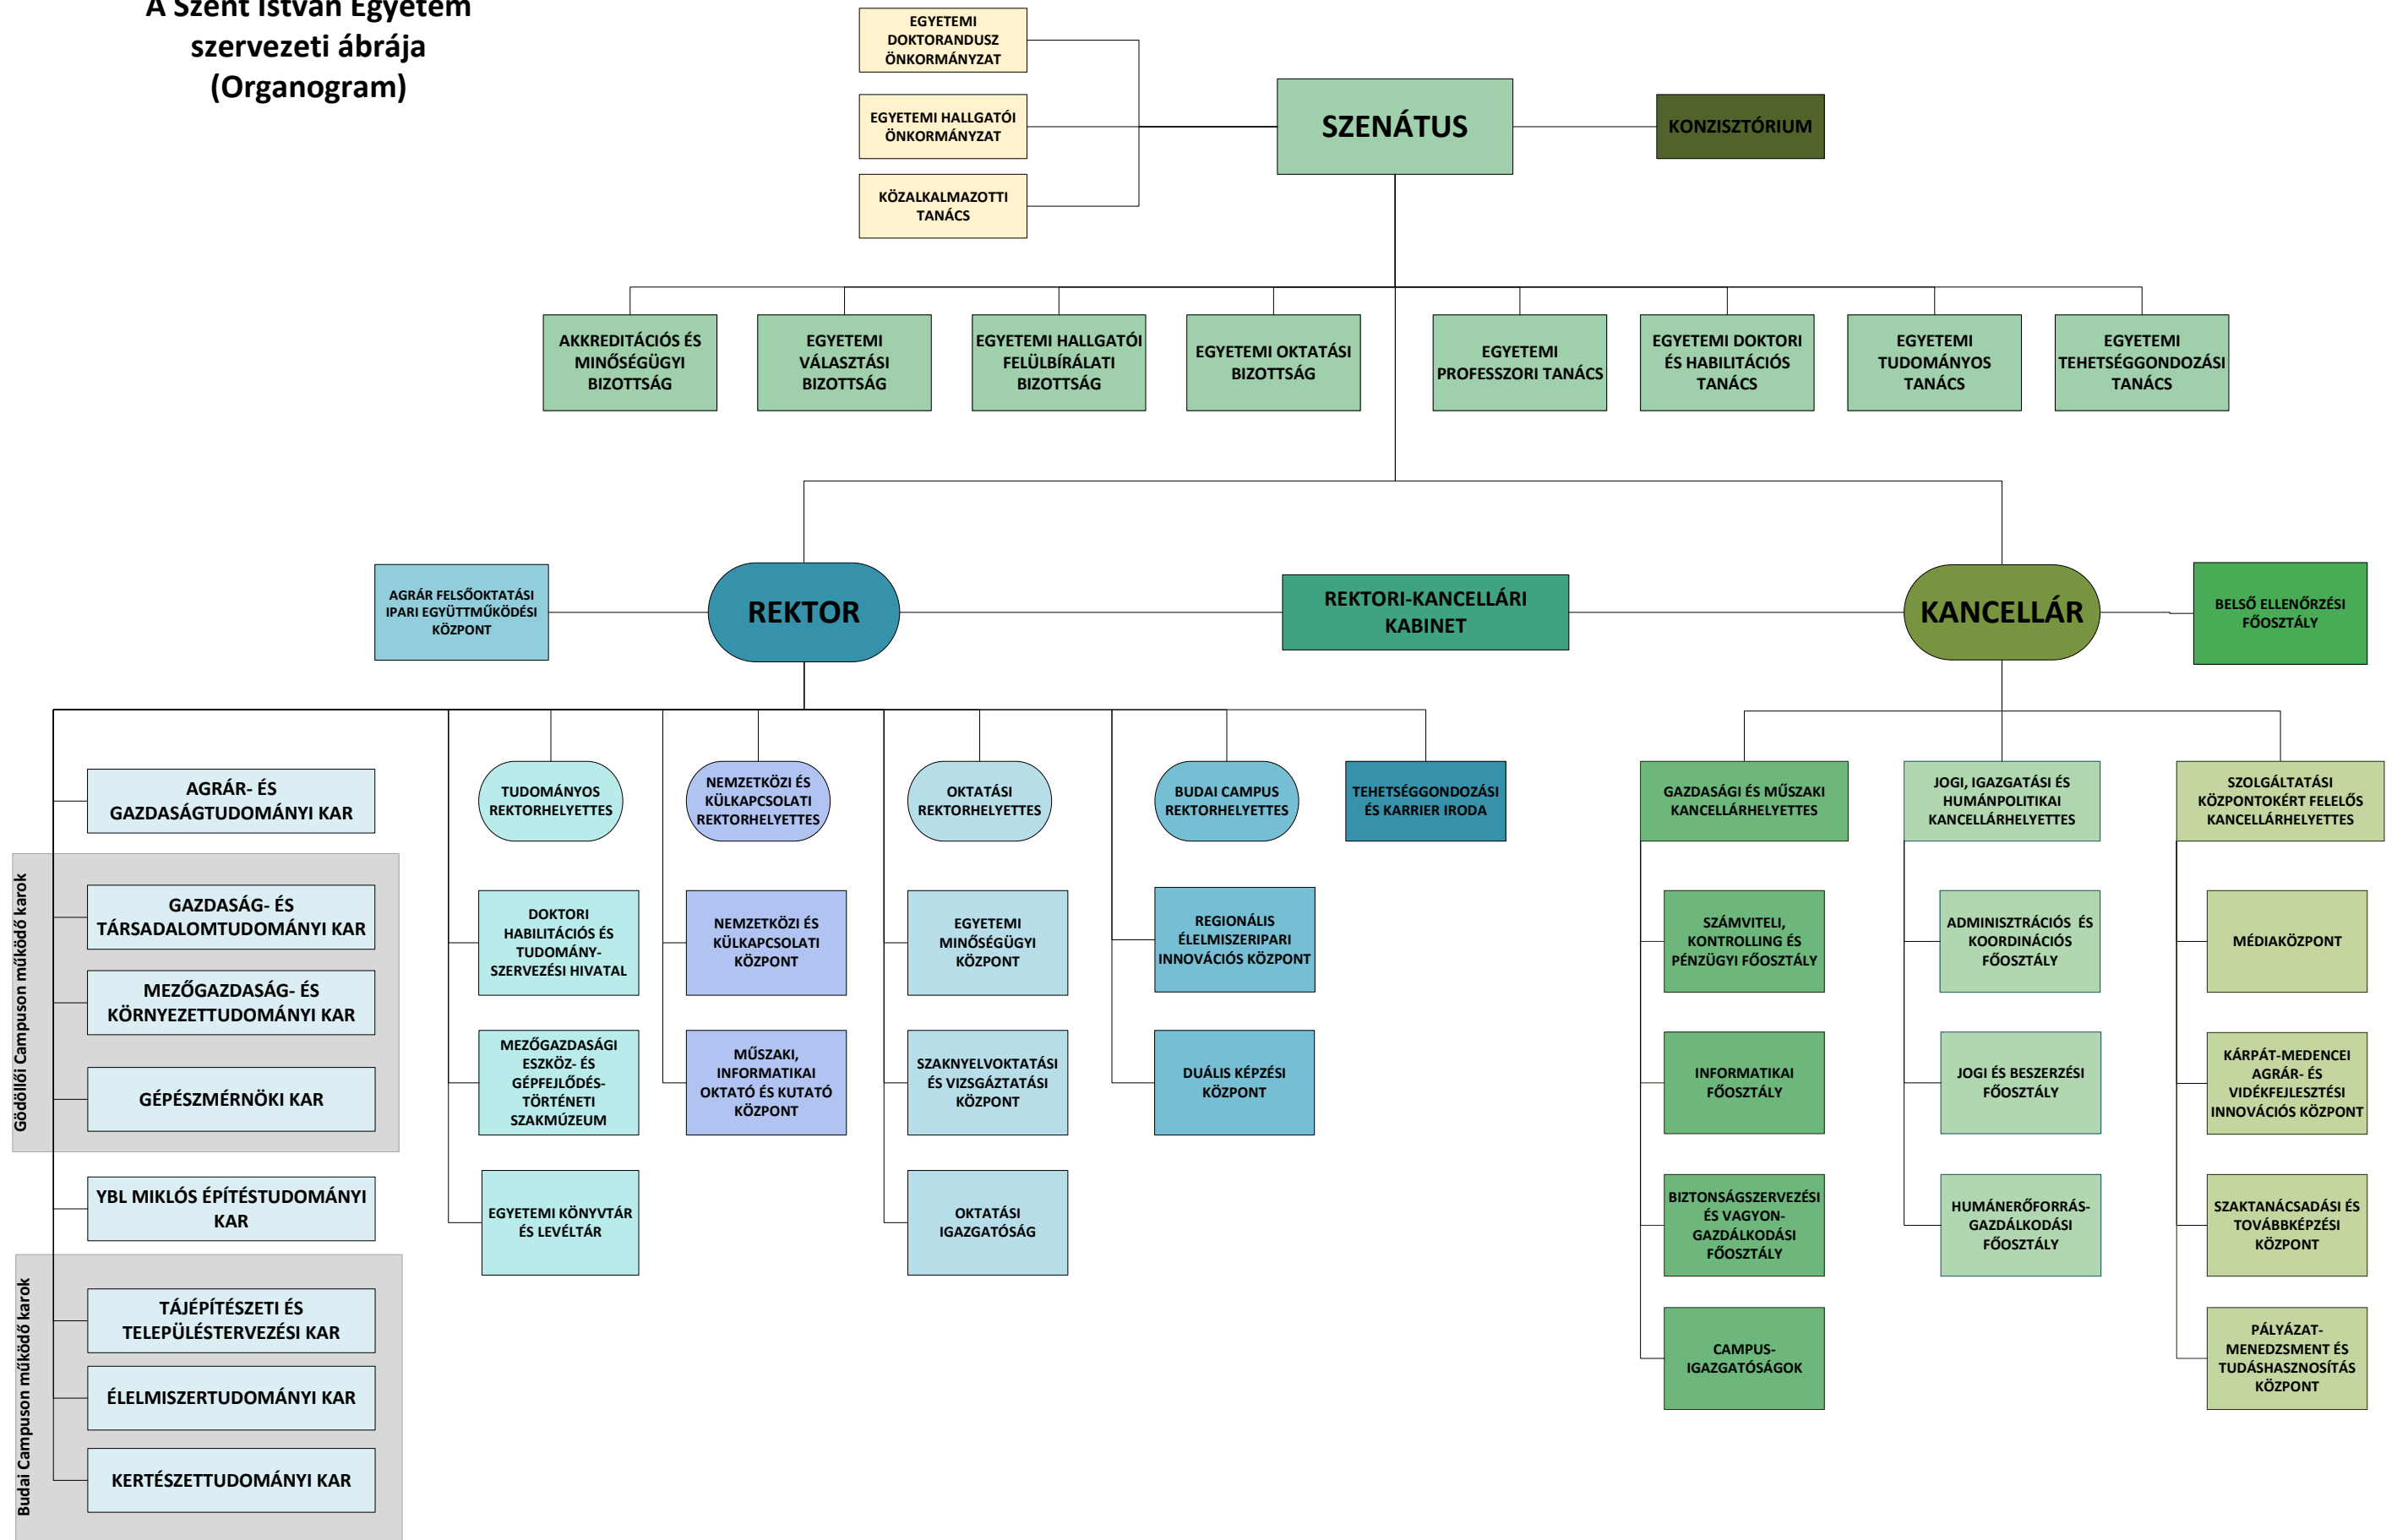 A Szent István Egyetem
szervezeti ábrája
(Organogram)
EGYETEMI
DOKTORANDUSZ
ÖNKORMÁNYZAT
EGYETEMI HALLGATÓI
ÖNKORMÁNYZAT
KÖZALKALMAZOTTI
TANÁCS
SZENÁTUS
KONZISZTÓRIUM
AKKREDITÁCIÓS ÉS
MINŐSÉGÜGYI
BIZOTTSÁG
EGYETEMI
VÁLASZTÁSI
BIZOTTSÁG
EGYETEMI HALLGATÓI
FELÜLBÍRÁLATI
BIZOTTSÁG
EGYETEMI OKTATÁSI
BIZOTTSÁG
EGYETEMI
PROFESSZORI TANÁCS
EGYETEMI DOKTORI
ÉS HABILITÁCIÓS
TANÁCS
EGYETEMI
TUDOMÁNYOS
TANÁCS
EGYETEMI
TEHETSÉGGONDOZÁSI
TANÁCS
AGRÁR FELSŐOKTATÁSI
IPARI EGYÜTTMŰKÖDÉSI
KÖZPONT
REKTOR
REKTORI-KANCELLÁRI
KABINET
KANCELLÁR
BELSŐ ELLENŐRZÉSI
FŐOSZTÁLY
AGRÁR- ÉS
GAZDASÁGTUDOMÁNYI KAR
Gödöllői Campuson működő karok
GAZDASÁG- ÉS
TÁRSADALOMTUDOMÁNYI KAR
MEZŐGAZDASÁG- ÉS
KÖRNYEZETTUDOMÁNYI KAR
GÉPÉSZMÉRNÖKI KAR
YBL MIKLÓS ÉPÍTÉSTUDOMÁNYI
KAR
Budai Campuson működő karok
TÁJÉPÍTÉSZETI ÉS
TELEPÜLÉSTERVEZÉSI KAR
ÉLELMISZERTUDOMÁNYI KAR
KERTÉSZETTUDOMÁNYI KAR
TUDOMÁNYOS
REKTORHELYETTES
DOKTORI
HABILITÁCIÓS ÉS
TUDOMÁNY-
SZERVEZÉSI HIVATAL
MEZŐGAZDASÁGI
ESZKÖZ- ÉS
GÉPFEJLŐDÉS-
TÖRTÉNETI
SZAKMÚZEUM
EGYETEMI KÖNYVTÁR
ÉS LEVÉLTÁR
NEMZETKÖZI ÉS
KÜLKAPCSOLATI
REKTORHELYETTES
NEMZETKÖZI ÉS
KÜLKAPCSOLATI
KÖZPONT
MŰSZAKI,
INFORMATIKAI
OKTATÓ ÉS KUTATÓ
KÖZPONT
OKTATÁSI
REKTORHELYETTES
EGYETEMI
MINŐSÉGÜGYI
KÖZPONT
SZAKNYELVOKTATÁSI
ÉS VIZSGÁZTATÁSI
KÖZPONT
OKTATÁSI
IGAZGATÓSÁG
BUDAI CAMPUS
REKTORHELYETTES
REGIONÁLIS
ÉLELMISZERIPARI
INNOVÁCIÓS KÖZPONT
DUÁLIS KÉPZÉSI
KÖZPONT
TEHETSÉGGONDOZÁSI
ÉS KARRIER IRODA
GAZDASÁGI ÉS MŰSZAKI
KANCELLÁRHELYETTES
SZÁMVITELI,
KONTROLLING ÉS
PÉNZÜGYI FŐOSZTÁLY
INFORMATIKAI
FŐOSZTÁLY
BIZTONSÁGSZERVEZÉSI
ÉS VAGYON-
GAZDÁLKODÁSI
FŐOSZTÁLY
CAMPUS-
IGAZGATÓSÁGOK
JOGI, IGAZGATÁSI ÉS
HUMÁNPOLITIKAI
KANCELLÁRHELYETTES
ADMINISZTRÁCIÓS ÉS
KOORDINÁCIÓS
FŐOSZTÁLY
JOGI ÉS BESZERZÉSI
FŐOSZTÁLY
HUMÁNERŐFORRÁS-
GAZDÁLKODÁSI
FŐOSZTÁLY
SZOLGÁLTATÁSI
KÖZPONTOKÉRT FELELŐS
KANCELLÁRHELYETTES
MÉDIAKÖZPONT
KÁRPÁT-MEDENCEI
AGRÁR- ÉS
VIDÉKFEJLESZTÉSI
INNOVÁCIÓS KÖZPONT
SZAKTANÁCSADÁSI ÉS
TOVÁBBKÉPZÉSI
KÖZPONT
PÁLYÁZAT-
MENEDZSMENT ÉS
TUDÁSHASZNOSÍTÁS
KÖZPONT